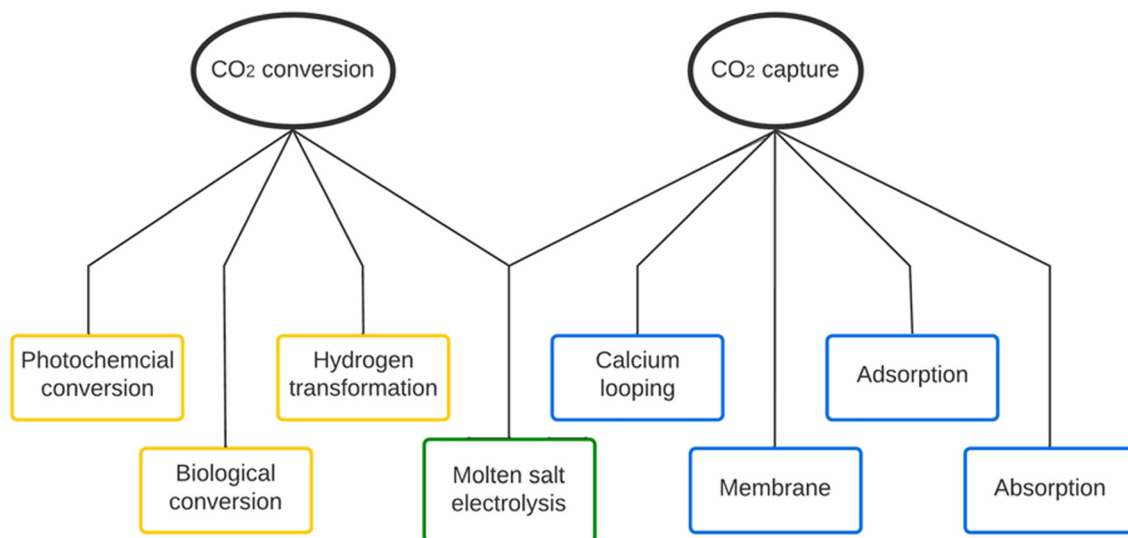 CO2 conversion
CO2 capture
Photochemcial
conversion
Hydrogen
transformation
Calcium
looping
Adsorption
Biological
conversion
Molten salt
electrolysis
Membrane
Absorption